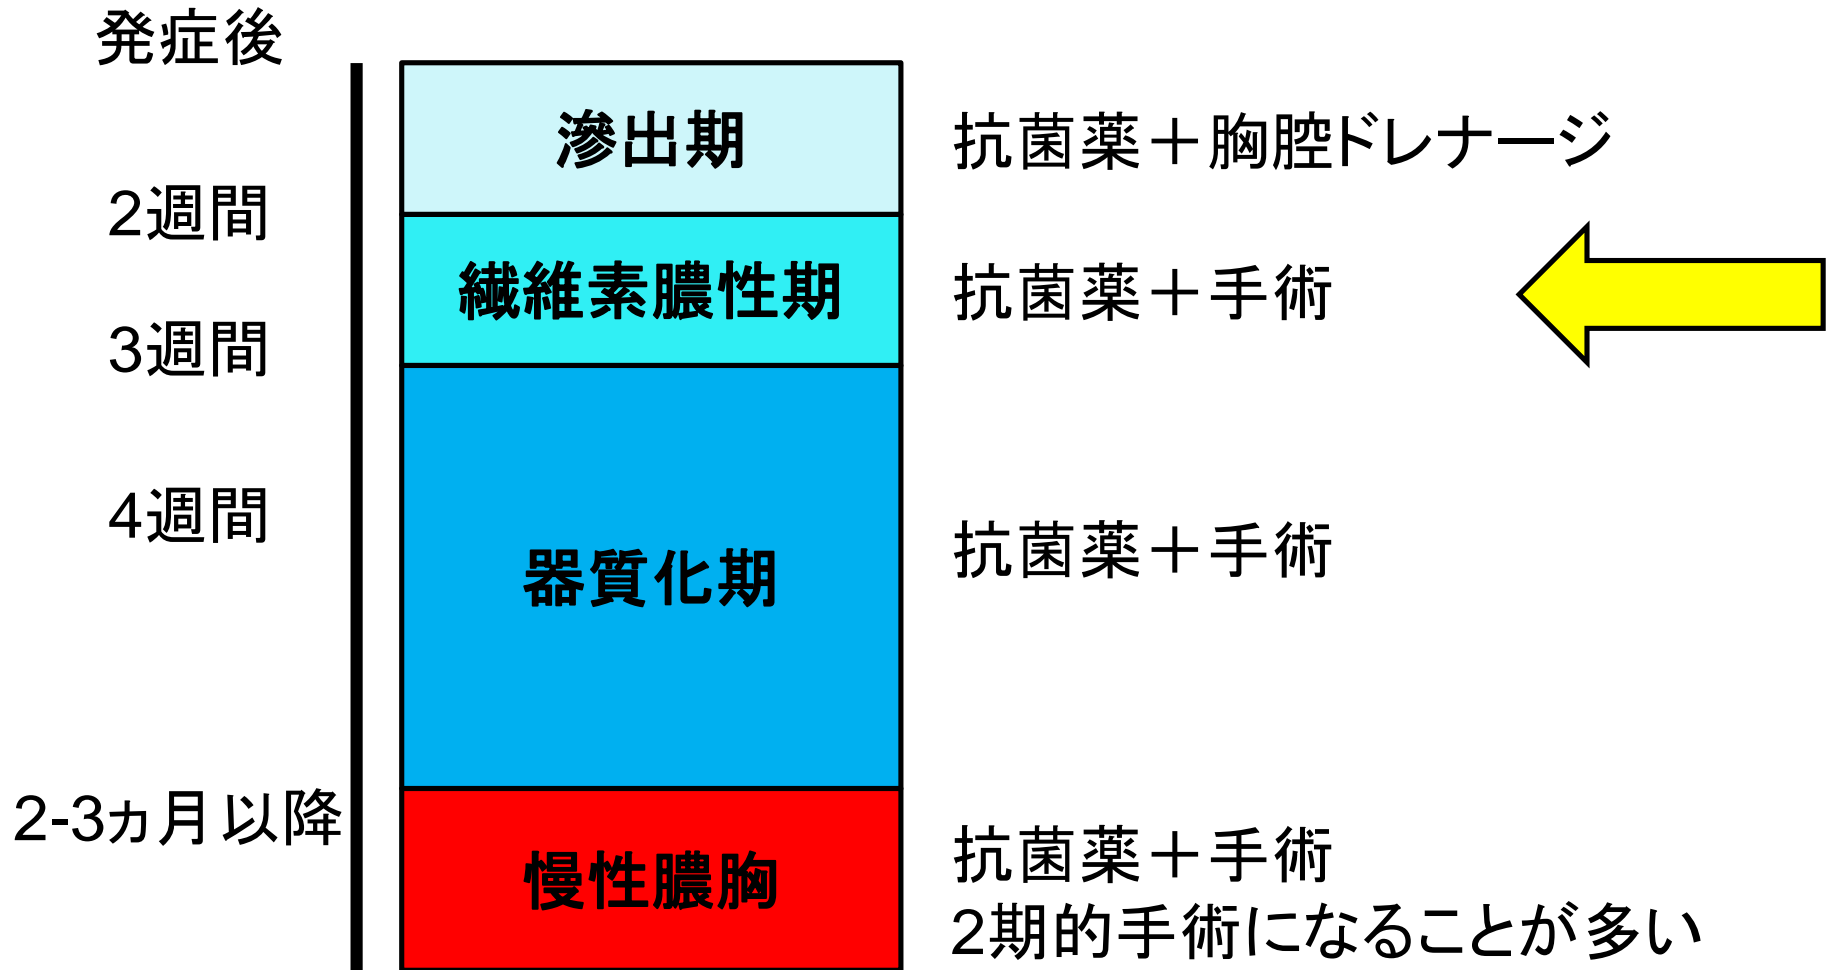 発症後
滲出期
抗菌薬＋胸腔ドレナージ
2週間
繊維素膿性期
抗菌薬＋手術
3週間
4週間
器質化期
抗菌薬＋手術
2-3ヵ月以降
慢性膿胸
抗菌薬＋手術
2期的手術になることが多い